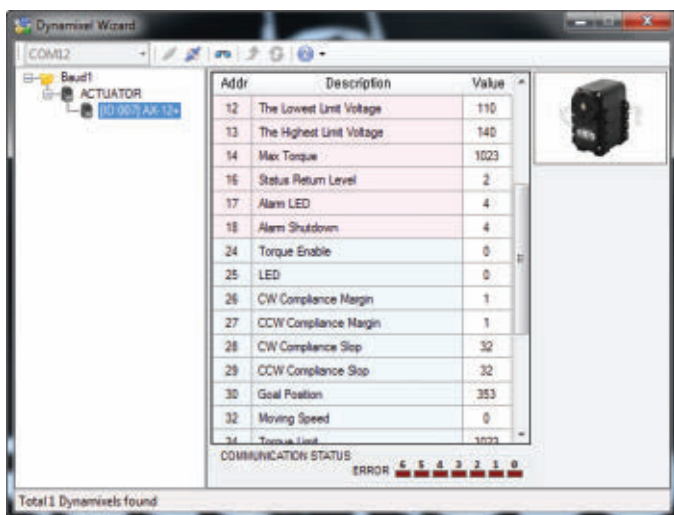 Dynamixel Wizard
COM12
Baud1
ACTUATOR
[ID:007] AX-12+
Addr Description Value
12 The Lowest Limit Voltage 110
13 The Highest Limit Voltage 140
14 Max Torque 1023
16 Status Return Level 2
17 Alarm LED 4
18 Alarm Shutdown 4
24 Torque Enable 0
25 LED 0
26 CW Compliance Margin 1
27 CCW Compliance Margin 1
28 CW Compliance Slop 32
29 CCW Compliance Slop 32
30 Goal Position 353
32 Moving Speed 0
34 Torque Limit 1023
COMMUNICATION STATUS
ERROR 6 5 4 3 2 1 0
Total 1 Dynamixels found